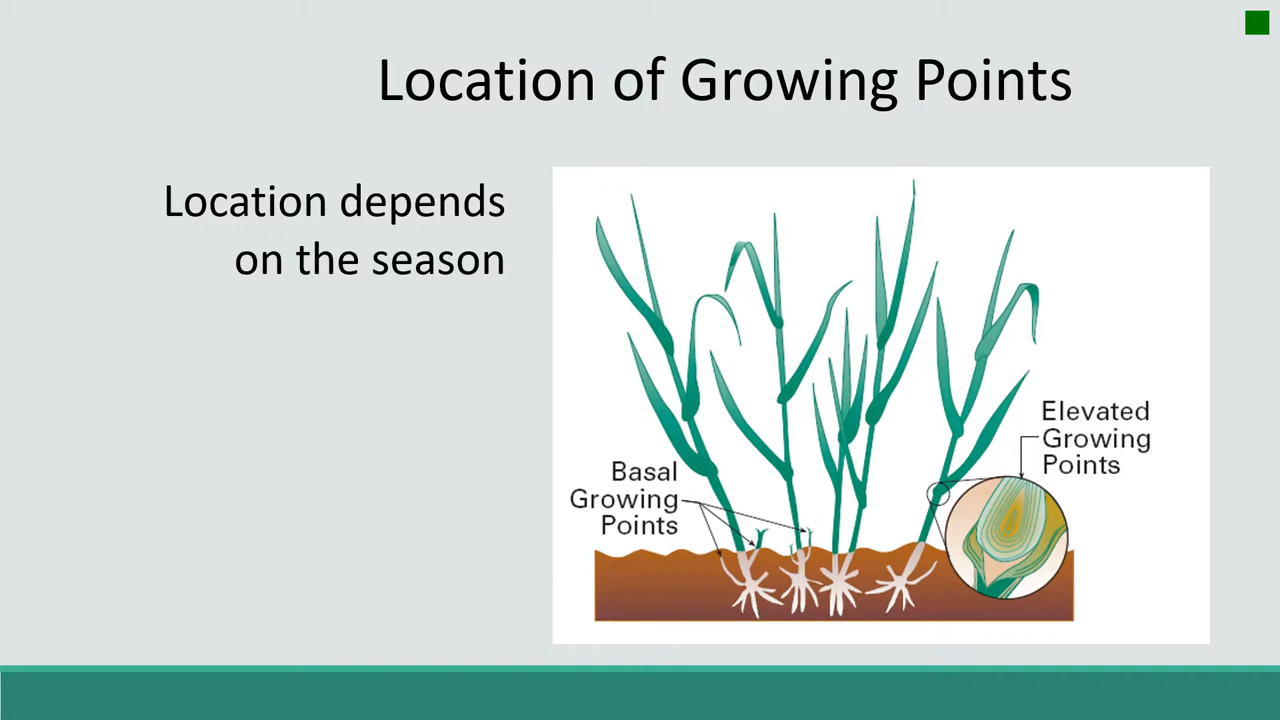 Location of Growing Points
Location depends
on the season
Basal
Growing
Points
Elevated
Growing
Points